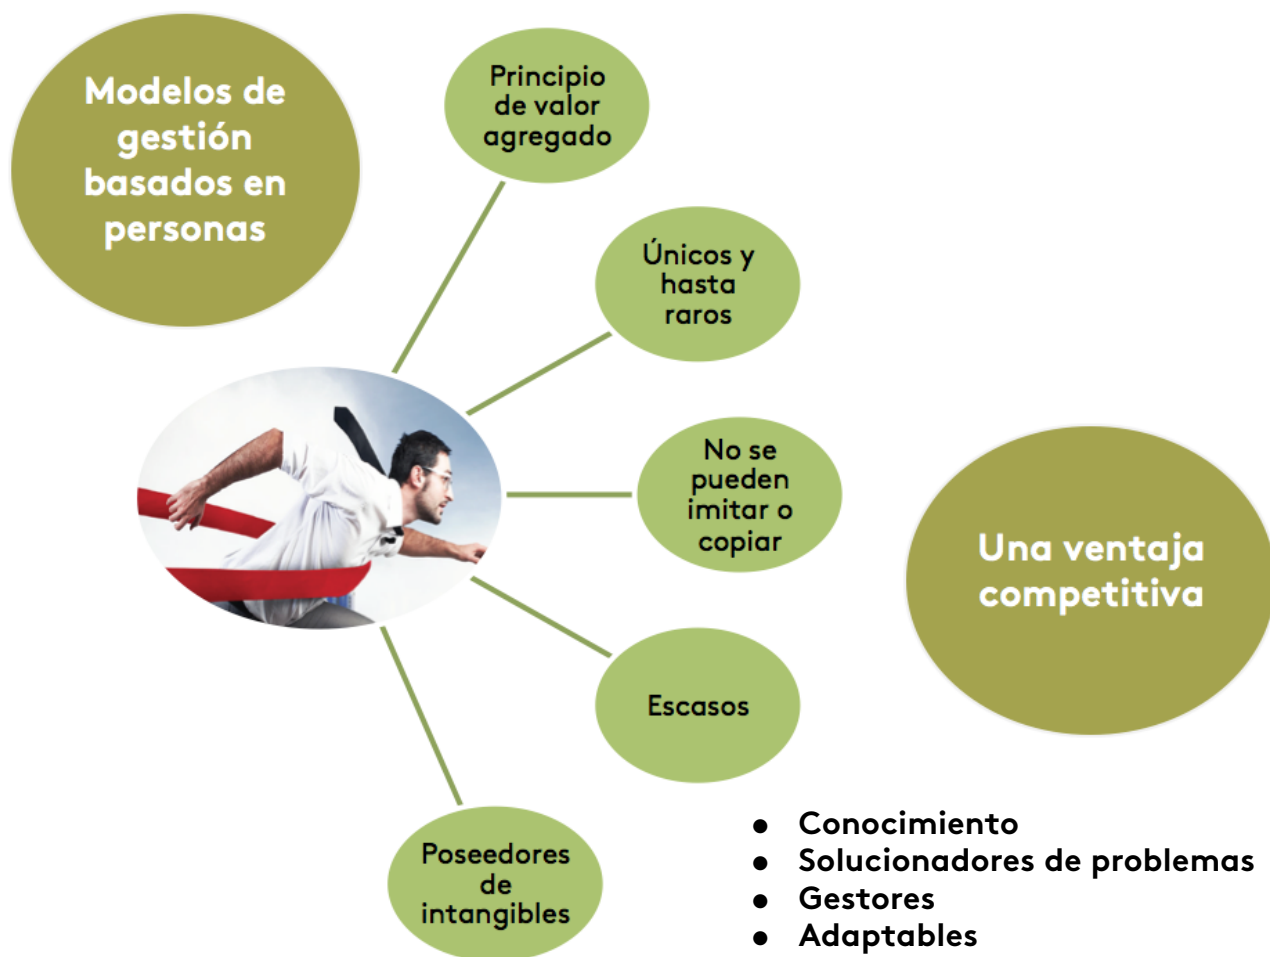 Modelos de
gestión
basados en
personas
Principio
de valor
agregado
Únicos y
hasta
raros
No se
pueden
imitar o
copiar
Una ventaja
competitiva
Escasos
Poseedores
de
intangibles
● Conocimiento
● Solucionadores de problemas
● Gestores
● Adaptables